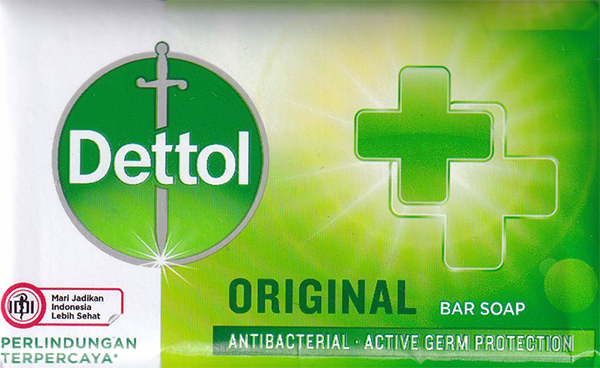 Dettol
ORIGINAL
BAR SOAP
ANTIBACTERIAL · ACTIVE GERM PROTECTION
Mari Jadikan
Indonesia
Lebih Sehat
PERLINDUNGAN
TERPERCAYA*